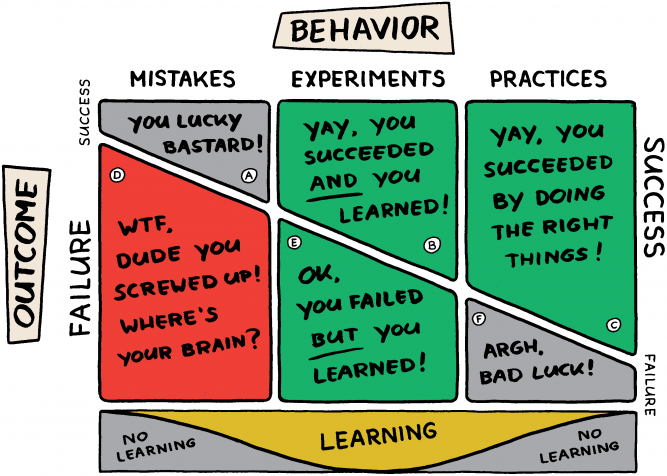 BEHAVIOR
MISTAKES
EXPERIMENTS
PRACTICES
OUTCOME
SUCCESS
FAILURE
YOU LUCKY
BASTARD!
A
YAY, YOU
SUCCEEDED
AND YOU
LEARNED!
B
YAY, YOU
SUCCEEDED
BY DOING
THE RIGHT
THINGS!
C
D
WTF,
DUDE YOU
SCREWED UP!
WHERE'S
YOUR BRAIN?
E
OK,
YOU FAILED
BUT YOU
LEARNED!
F
ARGH,
BAD LUCK!
SUCCESS
FAILURE
NO
LEARNING
LEARNING
NO
LEARNING